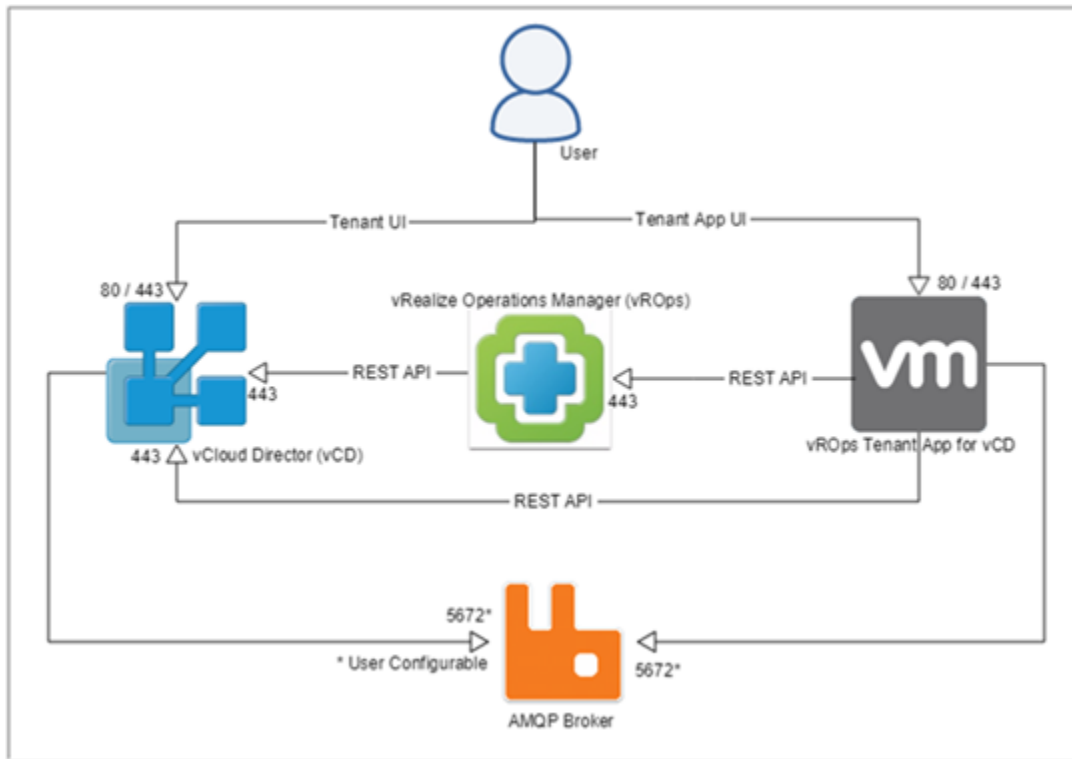 User
Tenant UI
Tenant App UI
80 / 443
80 / 443
vRealize Operations Manager (vROps)
vm
REST API
REST API
443
443
vROps Tenant App for vCD
443
vCloud Director (vCD)
REST API
5672*
* User Configurable
5672*
AMQP Broker